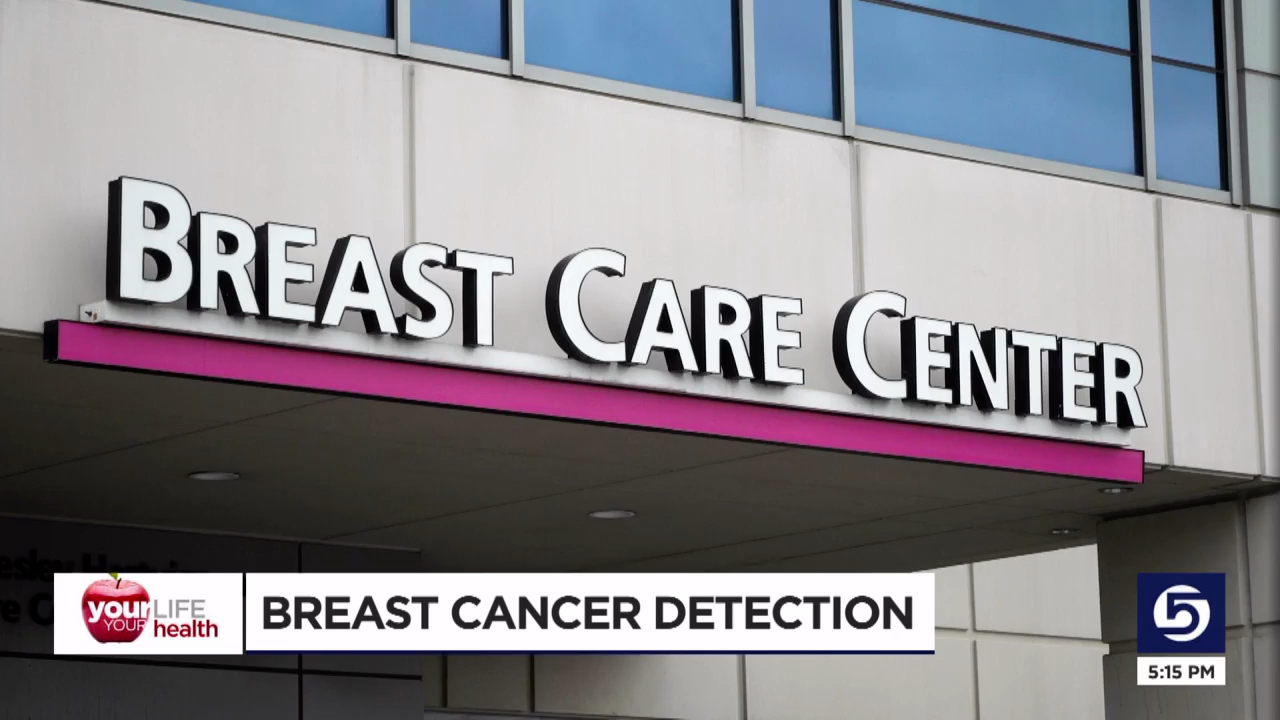 BREAST CARE CENTER
your LIFE
YOUR health
BREAST CANCER DETECTION
5
5:15 PM